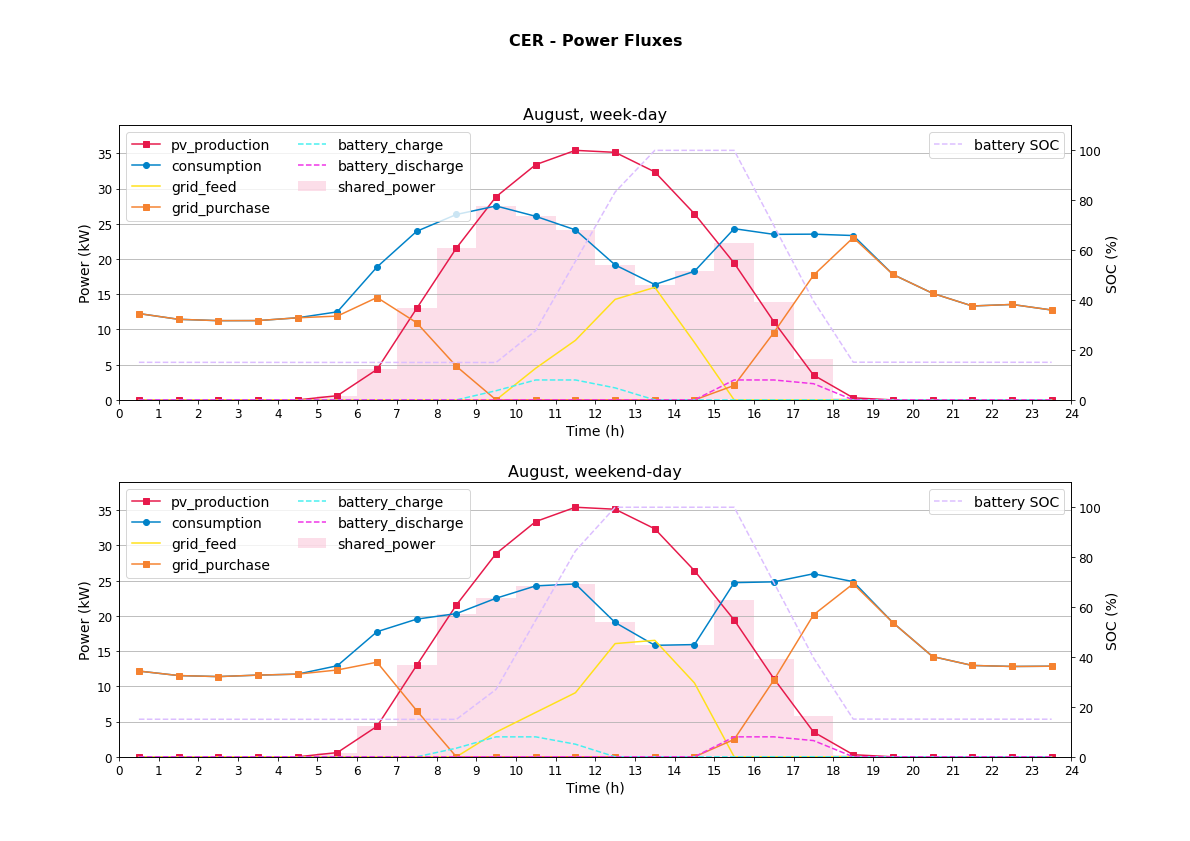 CER - Power Fluxes
August, week-day
pv_production
consumption
grid_feed
grid_purchase
battery_charge
battery_discharge
shared_power
battery SOC
Power (kW)
0 5 10 15 20 25 30 35
SOC (%)
0 20 40 60 80 100
0 1 2 3 4 5 6 7 8 9 10 11 12 13 14 15 16 17 18 19 20 21 22 23 24
Time (h)
August, weekend-day
pv_production
consumption
grid_feed
grid_purchase
battery_charge
battery_discharge
shared_power
battery SOC
Power (kW)
0 5 10 15 20 25 30 35
SOC (%)
0 20 40 60 80 100
0 1 2 3 4 5 6 7 8 9 10 11 12 13 14 15 16 17 18 19 20 21 22 23 24
Time (h)